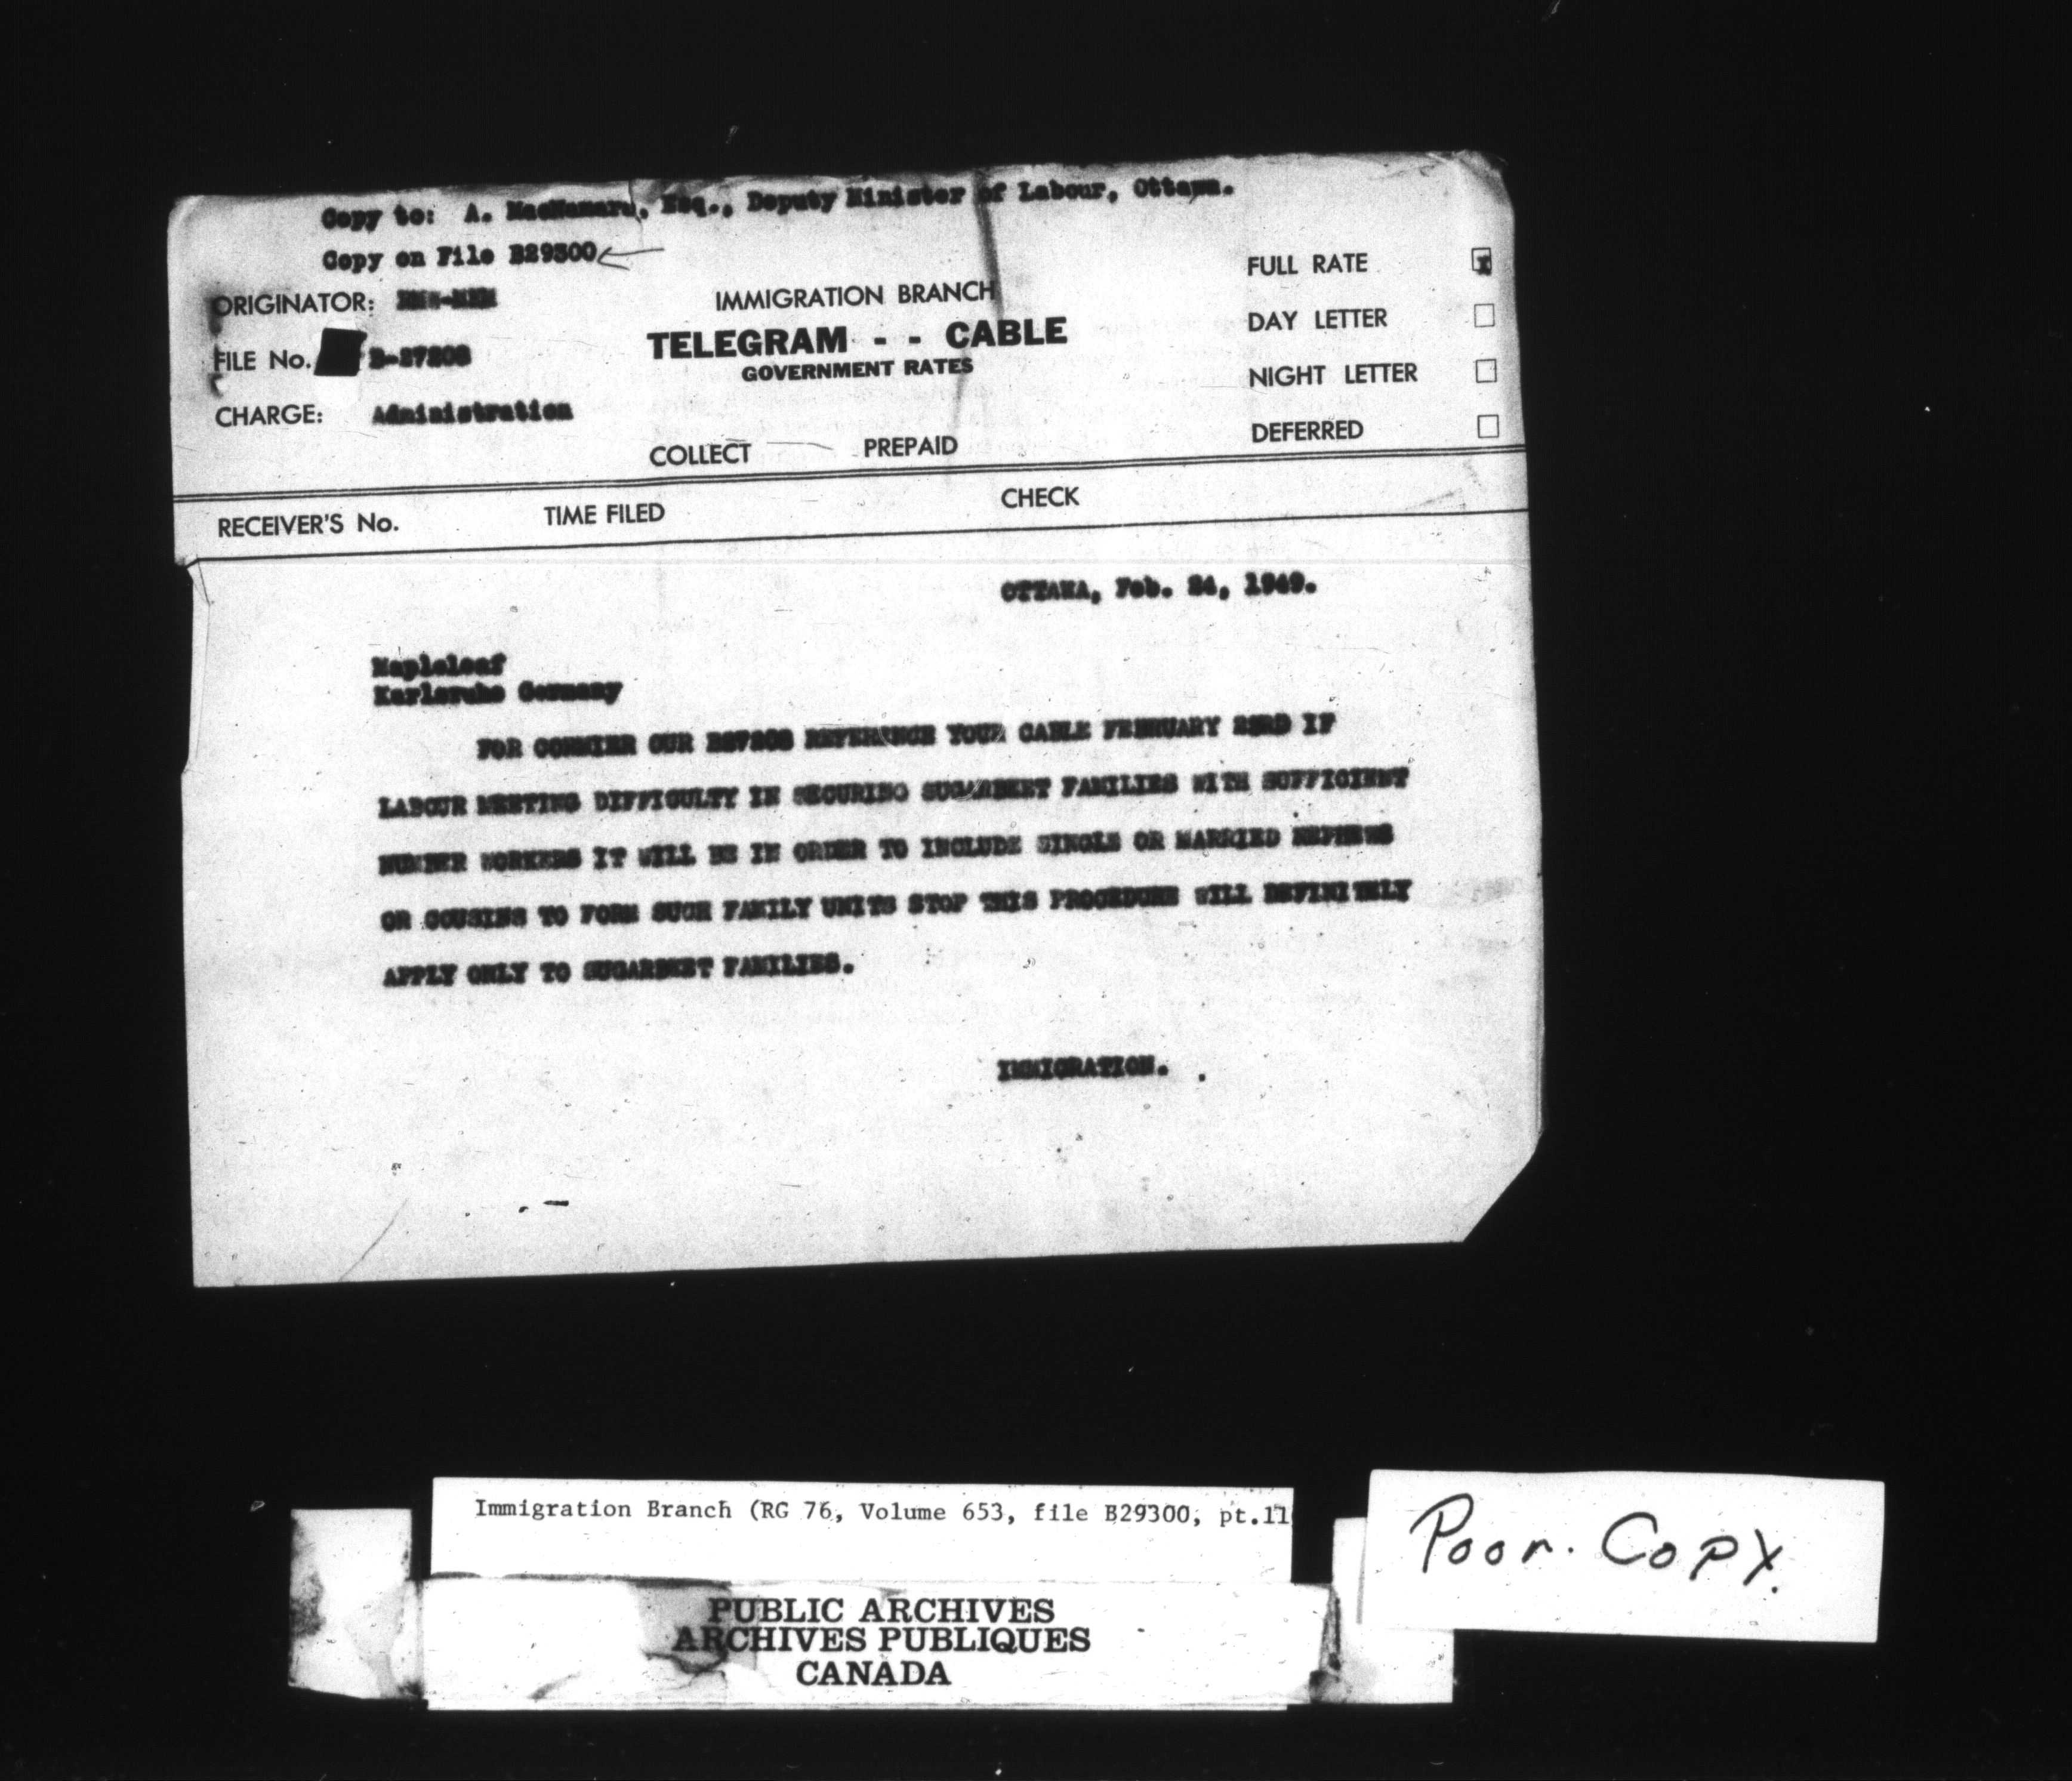 Copy to: A. MacNamara, Esq., Deputy Minister of Labour, Ottawa.
Copy on File B29300
ORIGINATOR:
FILE No. B-27208
CHARGE: Administration
IMMIGRATION BRANCH
TELEGRAM - - CABLE
GOVERNMENT RATES
COLLECT PREPAID
FULL RATE x
DAY LETTER
NIGHT LETTER
DEFERRED
RECEIVER'S No. TIME FILED CHECK
OTTAWA, Feb. 24, 1949.
Mapleleaf
Karlsruhe Germany
FOR CORMIER OUR B27208 REFERENCE YOUR CABLE FEBRUARY 23RD IF
LABOUR MEETING DIFFICULTY IN SECURING SUGARBEET FAMILIES WITH SUFFICIENT
NUMBER WORKERS IT WILL BE IN ORDER TO INCLUDE SINGLE OR MARRIED NEPHEWS
OR COUSINS TO FORM SUCH FAMILY UNITS STOP THIS PROCEDURE WILL DEFINITELY
APPLY ONLY TO SUGARBEET FAMILIES.
IMMIGRATION.
Immigration Branch (RG 76, Volume 653, file B29300, pt.11
PUBLIC ARCHIVES
ARCHIVES PUBLIQUES
CANADA
Poor. Copy.